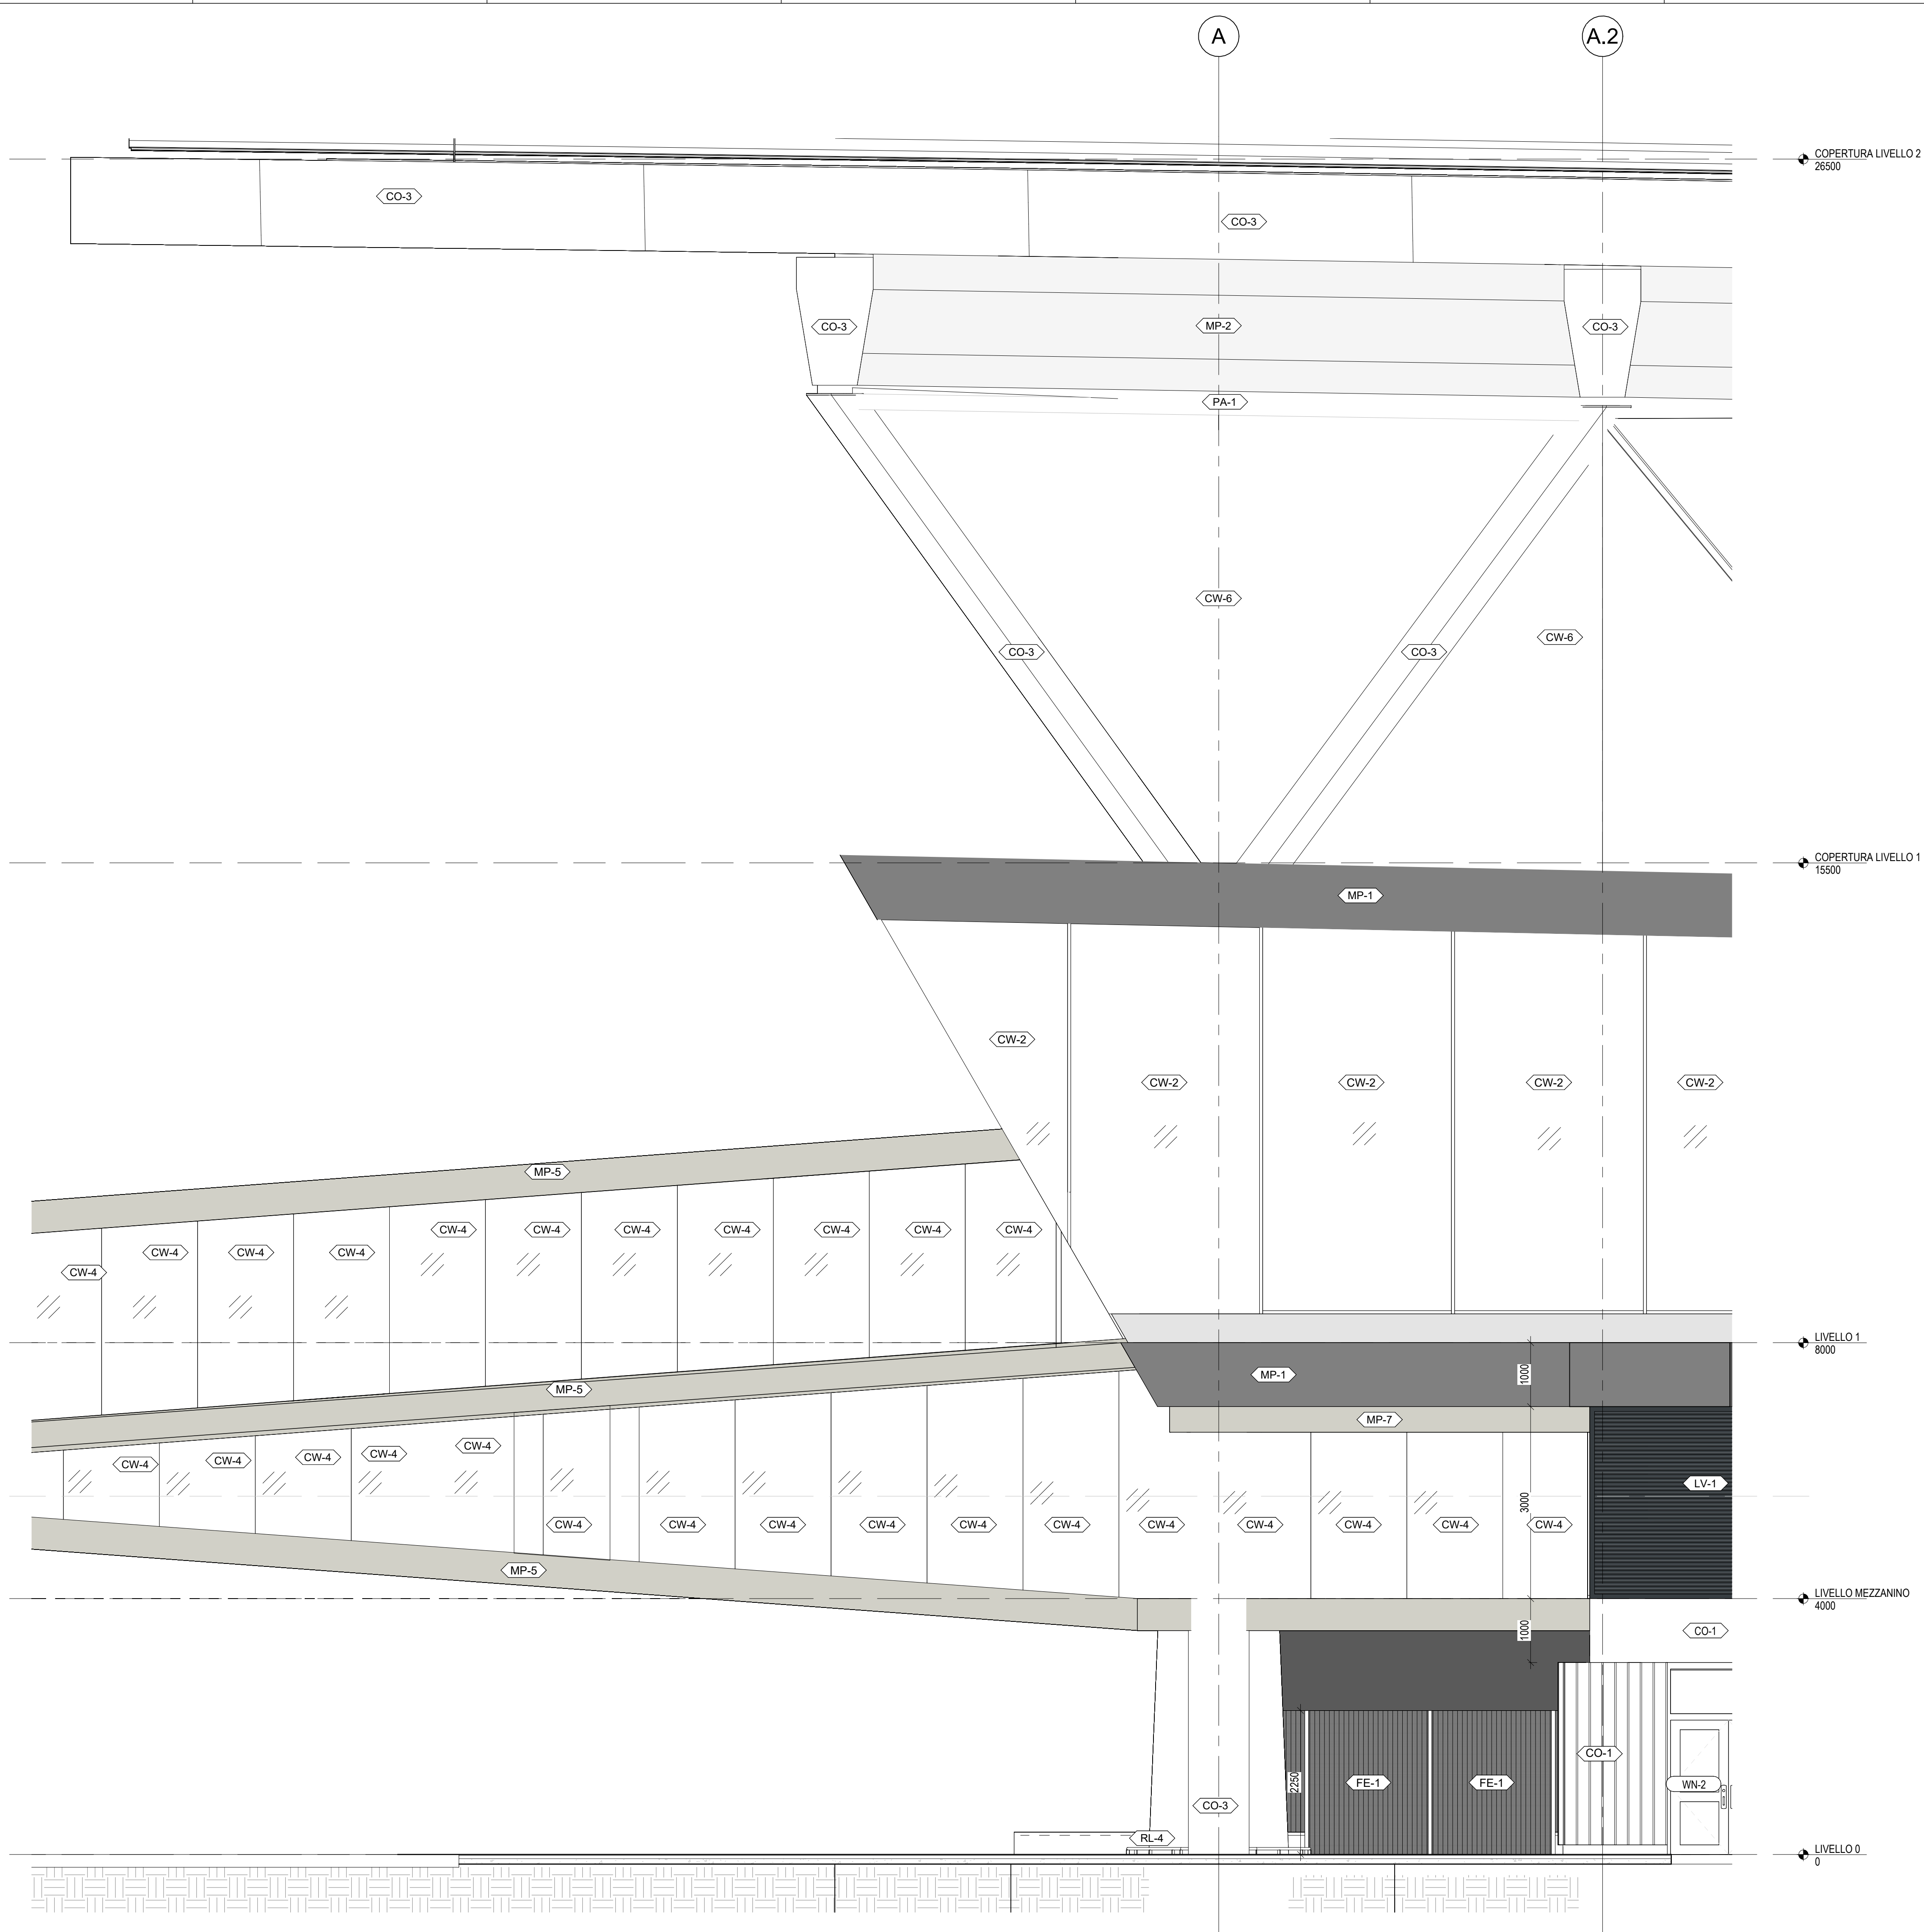 A
A.2
COPERTURA LIVELLO 2
26500
CO-3
CO-3
CO-3
MP-2
CO-3
PA-1
CW-6
CW-6
CO-3
CO-3
COPERTURA LIVELLO 1
15500
MP-1
CW-2
CW-2
CW-2
CW-2
CW-2
MP-5
CW-4
CW-4
CW-4
CW-4
CW-4
CW-4
CW-4
CW-4
CW-4
CW-4
CW-4
LIVELLO 1
8000
MP-5
MP-1
1000
MP-7
CW-4
CW-4
CW-4
CW-4
CW-4
LV-1
3000
CW-4
CW-4
CW-4
CW-4
CW-4
CW-4
CW-4
CW-4
CW-4
CW-4
CW-4
MP-5
LIVELLO MEZZANINO
4000
1000
CO-1
CO-1
2250
FE-1
FE-1
WN-2
CO-3
RL-4
LIVELLO 0
0